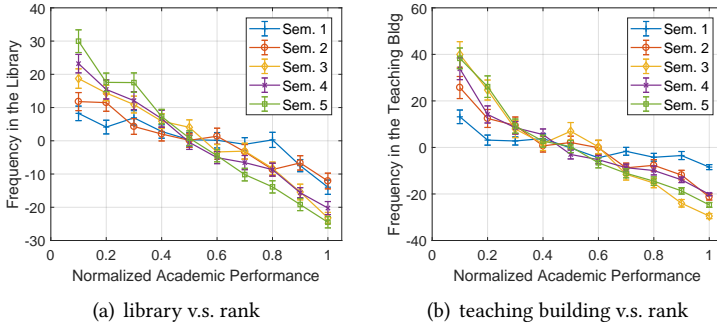 40
30
20
10
0
-10
-20
-30
0
0.2
0.4
0.6
0.8
1
Frequency in the Library
Normalized Academic Performance
Sem. 1
Sem. 2
Sem. 3
Sem. 4
Sem. 5
(a) library v.s. rank
60
40
20
0
-20
-40
0
0.2
0.4
0.6
0.8
1
Frequency in the Teaching Bldg
Normalized Academic Performance
Sem. 1
Sem. 2
Sem. 3
Sem. 4
Sem. 5
(b) teaching building v.s. rank